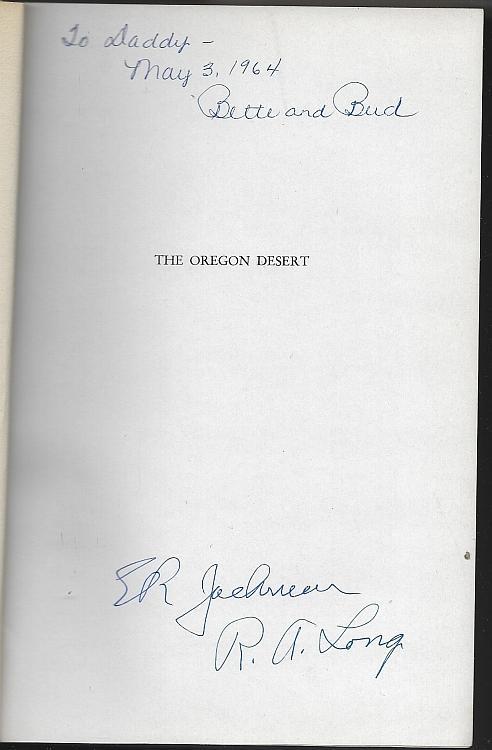 To Daddy -
May 3, 1964
Bette and Bud
THE OREGON DESERT
E R Jackman
R. A. Long